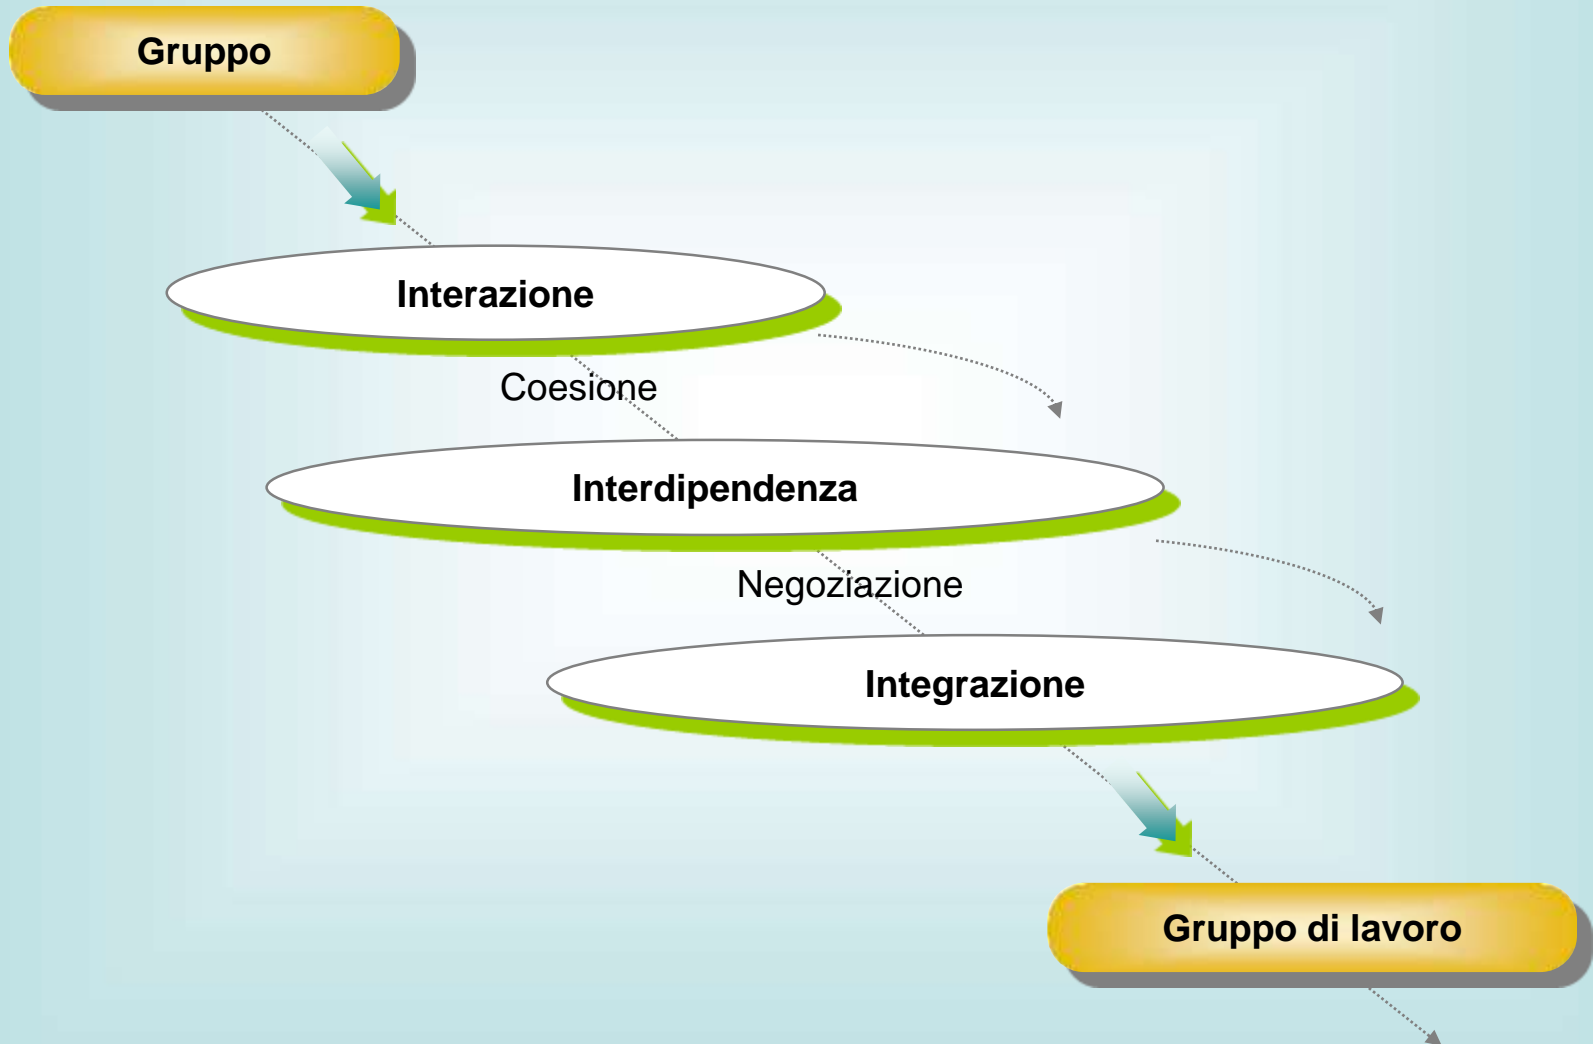 Gruppo
Interazione
Coesione
Interdipendenza
Negoziazione
Integrazione
Gruppo di lavoro